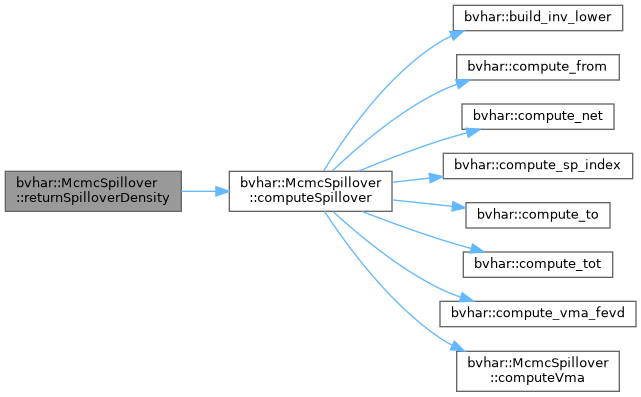 bvhar::McmcSpillover
::returnSpilloverDensity
bvhar::McmcSpillover
::computeSpillover
bvhar::build_inv_lower
bvhar::compute_from
bvhar::compute_net
bvhar::compute_sp_index
bvhar::compute_to
bvhar::compute_tot
bvhar::compute_vma_fevd
bvhar::McmcSpillover
::computeVma